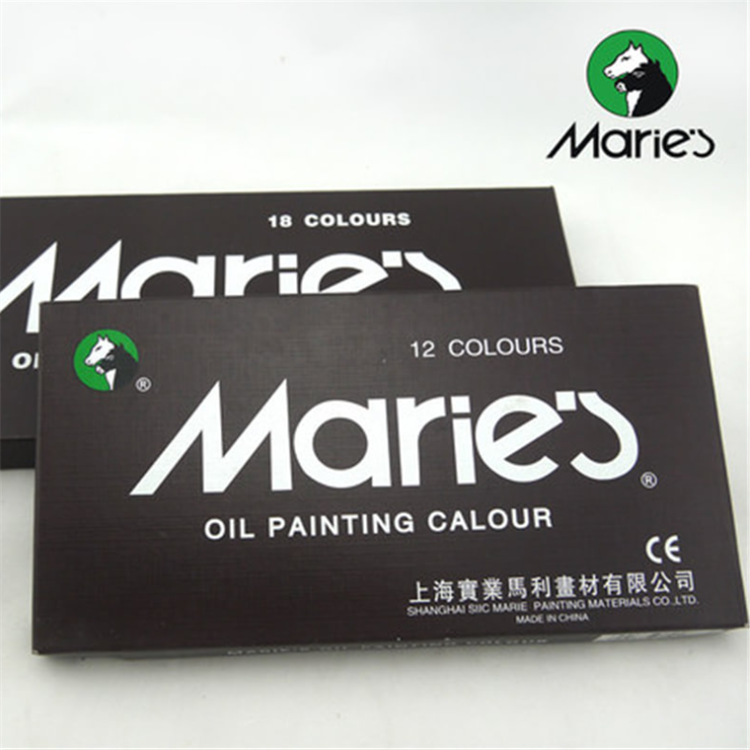 Marie's
18 COLOURS
Marie's
12 COLOURS
®
Marie's®
OIL PAINTING CALOUR
CE
上海實業馬利畫材有限公司
SHANGHAI SIIC MARIE PAINTING MATERIALS CO.,LTD.
MADE IN CHINA